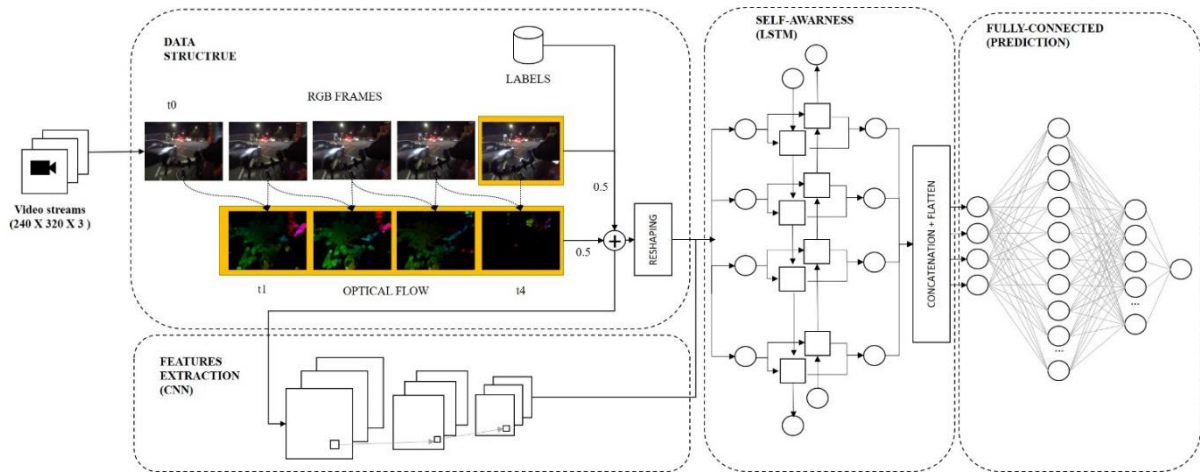 DATA
STRUCTRUE
LABELS
RGB FRAMES
t0
Video streams
(240 X 320 X 3 )
0.5
0.5
RESHAPING
t1
OPTICAL FLOW
t4
FEATURES
EXTRACTION
(CNN)
SELF-AWARNESS
(LSTM)
CONCATENATION + FLATTEN
FULLY-CONNECTED
(PREDICTION)
...
...